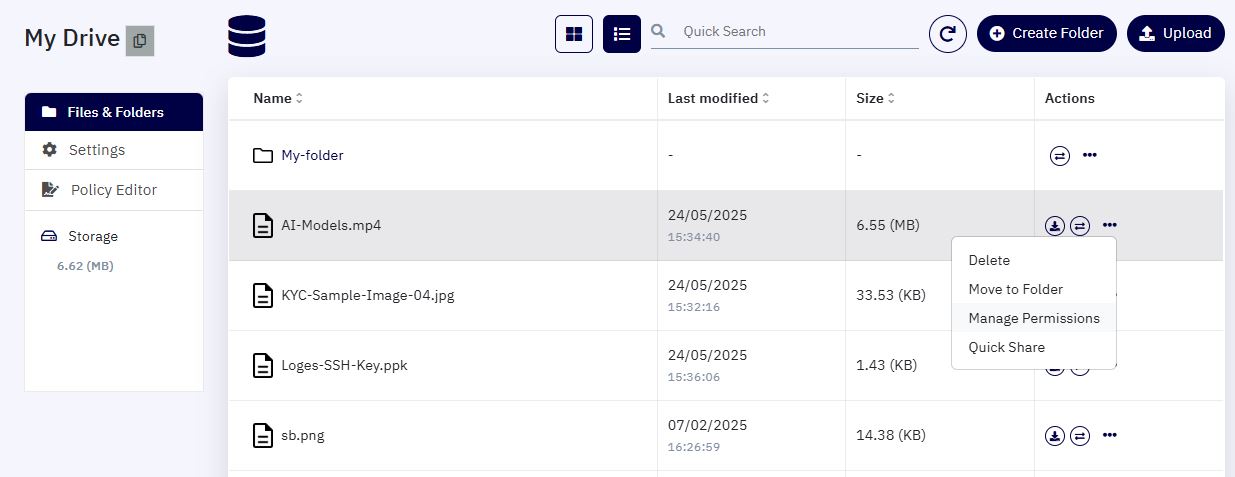 My Drive
Quick Search
Create Folder
Upload
Files & Folders
Settings
Policy Editor
Storage
6.62 (MB)
Name Last modified Size Actions
My-folder - -
AI-Models.mp4 24/05/2025 6.55 (MB)
15:34:40
Delete
Move to Folder
Manage Permissions
Quick Share
KYC-Sample-Image-04.jpg 24/05/2025 33.53 (KB)
15:32:16
Loges-SSH-Key.ppk 24/05/2025 1.43 (KB)
15:36:06
sb.png 07/02/2025 14.38 (KB)
16:26:59